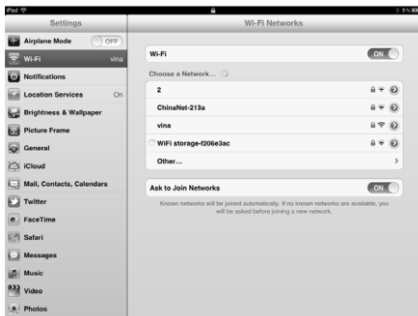 iPad
Settings
Wi-Fi Networks
Airplane Mode OFF
Wi-Fi vina
Notifications
Location Services On
Brightness & Wallpaper
Picture Frame
General
iCloud
Mail, Contacts, Calendars
Twitter
FaceTime
Safari
Messages
Music
Video
Photos
Wi-Fi ON
Choose a Network...
2
ChinaNet-213a
vina
WiFi storage-f206e3ac
Other...
Ask to Join Networks ON
Known networks will be joined automatically. If no known networks are available, you
will be asked before joining a new network.